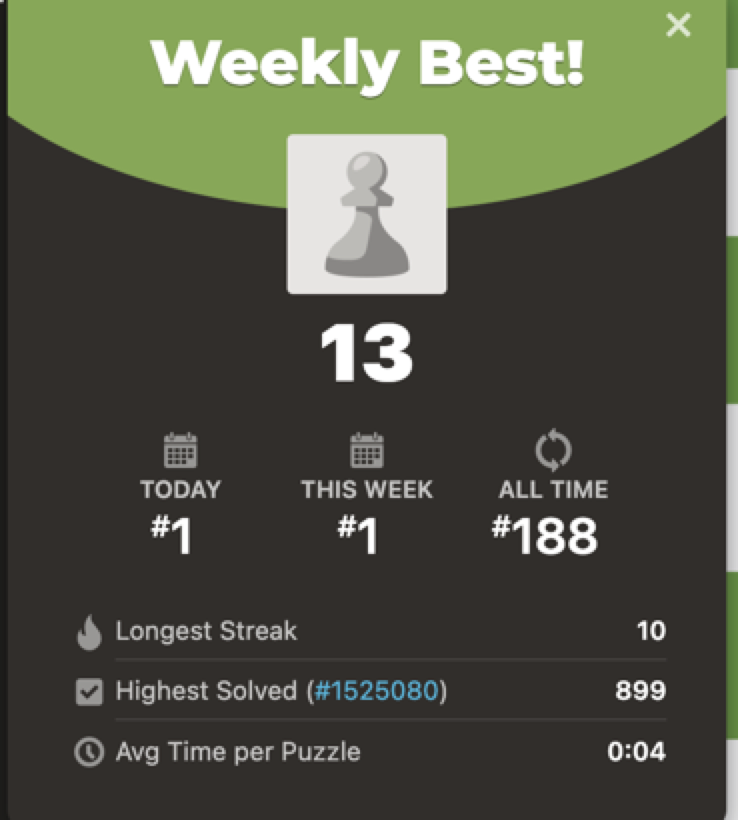 Weekly Best!
13
TODAY THIS WEEK ALL TIME
#1 #1 #188
Longest Streak 10
Highest Solved (#1525080) 899
Avg Time per Puzzle 0:04